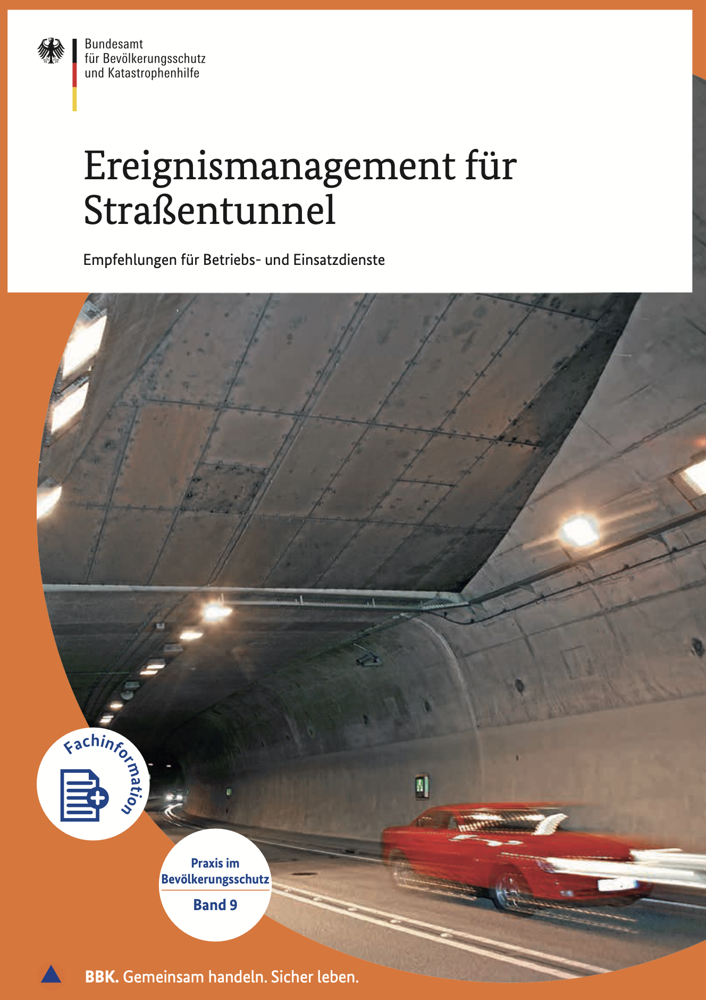 Bundesamt
für Bevölkerungsschutz
und Katastrophenhilfe
Ereignismanagement für
Straßentunnel
Empfehlungen für Betriebs- und Einsatzdienste
Fachinformation
Praxis im
Bevölkerungsschutz
Band 9
BBK. Gemeinsam handeln. Sicher leben.